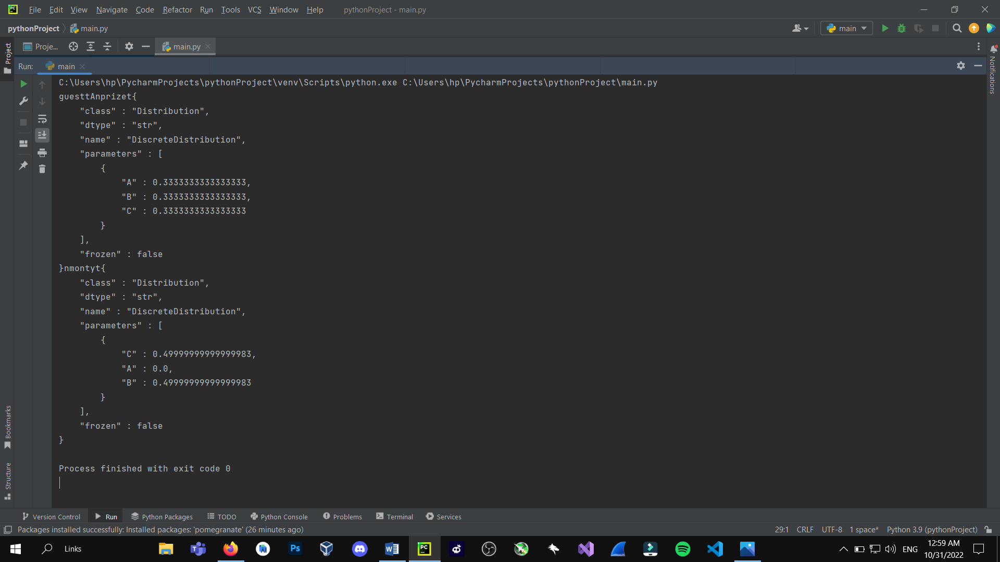 File Edit View Navigate Code Refactor Run Tools VCS Window Help pythonProject - main.py
pythonProject main.py main
Proje... main.py
Project
Notifications
Run: main
C:\Users\hp\PycharmProjects\pythonProject\venv\Scripts\python.exe C:\Users\hp\PycharmProjects\pythonProject\main.py
guesttAnprizet{
    "class" : "Distribution",
    "dtype" : "str",
    "name" : "DiscreteDistribution",
    "parameters" : [
        {
            "A" : 0.3333333333333333,
            "B" : 0.3333333333333333,
            "C" : 0.3333333333333333
        }
    ],
    "frozen" : false
}nmontyt{
    "class" : "Distribution",
    "dtype" : "str",
    "name" : "DiscreteDistribution",
    "parameters" : [
        {
            "C" : 0.49999999999999983,
            "A" : 0.0,
            "B" : 0.49999999999999983
        }
    ],
    "frozen" : false
}
Process finished with exit code 0
Bookmarks
Structure
Version Control Run Python Packages TODO Python Console Problems Terminal Services
Packages installed successfully: Installed packages: 'pomegranate' (26 minutes ago) 29:1 CRLF UTF-8 1 space* Python 3.9 (pythonProject)
Links ENG 12:59 AM
10/31/2022